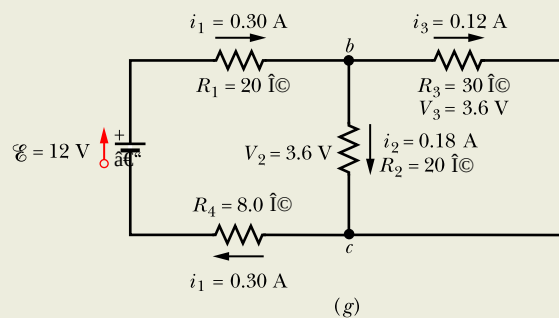 i₁ = 0.30 A
i₃ = 0.12 A
b
R₁ = 20 Î©
R₃ = 30 Î©
V₃ = 3.6 V
+
ℰ = 12 V
â€“
V₂ = 3.6 V
i₂ = 0.18 A
R₂ = 20 Î©
R₄ = 8.0 Î©
c
i₁ = 0.30 A
(g)